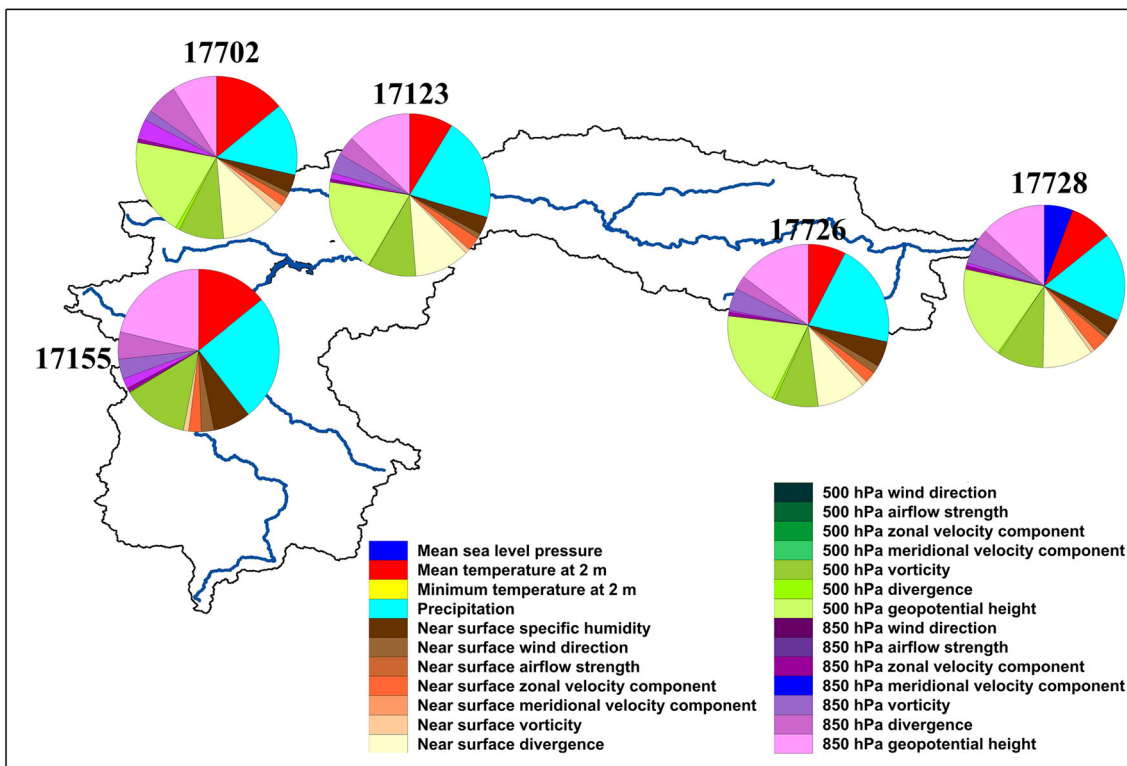 17702
17123
17728
17726
17155
Mean sea level pressure
Mean temperature at 2 m
Minimum temperature at 2 m
Precipitation
Near surface specific humidity
Near surface wind direction
Near surface airflow strength
Near surface zonal velocity component
Near surface meridional velocity component
Near surface vorticity
Near surface divergence
500 hPa wind direction
500 hPa airflow strength
500 hPa zonal velocity component
500 hPa meridional velocity component
500 hPa vorticity
500 hPa divergence
500 hPa geopotential height
850 hPa wind direction
850 hPa airflow strength
850 hPa zonal velocity component
850 hPa meridional velocity component
850 hPa vorticity
850 hPa divergence
850 hPa geopotential height